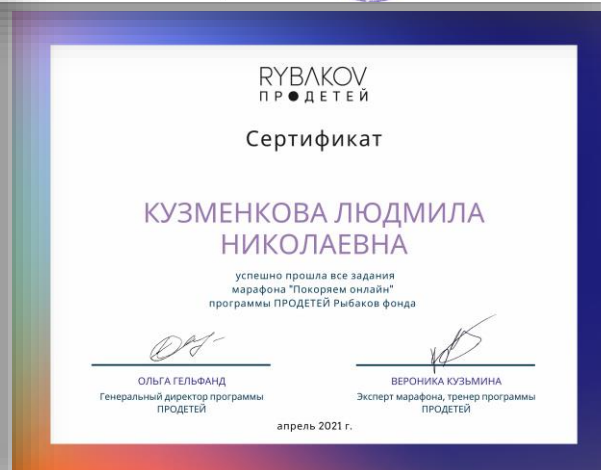 RYBAKOV
ПРОДЕТЕЙ
Сертификат
КУЗМЕНКОВА ЛЮДМИЛА
НИКОЛАЕВНА
успешно прошла все задания
марафона "Покоряем онлайн"
программы ПРОДЕТЕЙ Рыбаков фонда
ОЛЬГА ГЕЛЬФАНД
Генеральный директор программы
ПРОДЕТЕЙ
ВЕРОНИКА КУЗЬМИНА
Эксперт марафона, тренер программы
ПРОДЕТЕЙ
апрель 2021 г.